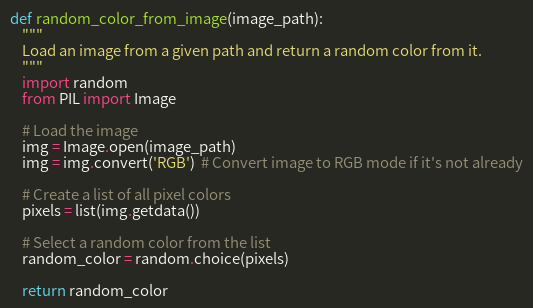 def random_color_from_image(image_path):
    """
    Load an image from a given path and return a random color from it.
    """
    import random
    from PIL import Image

    # Load the image
    img = Image.open(image_path)
    img = img.convert('RGB')  # Convert image to RGB mode if it's not already

    # Create a list of all pixel colors
    pixels = list(img.getdata())

    # Select a random color from the list
    random_color = random.choice(pixels)

    return random_color